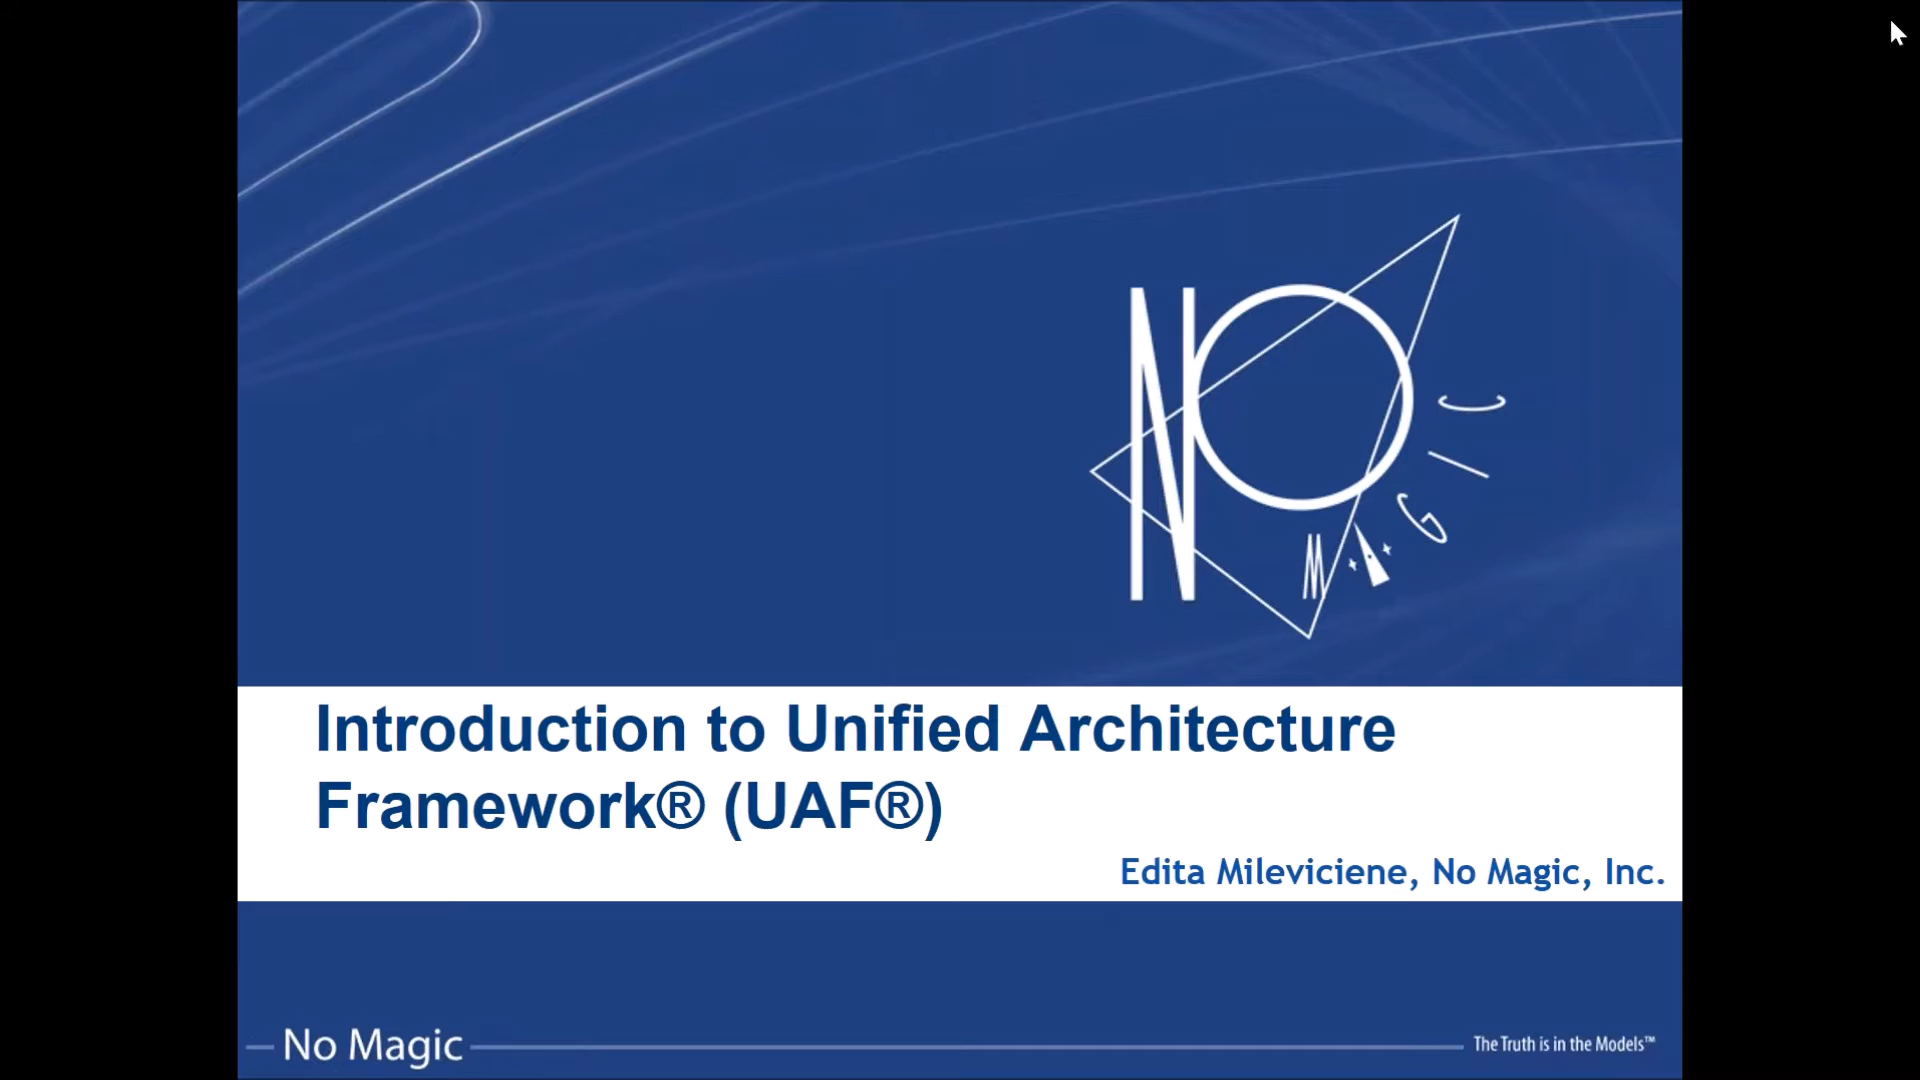 NO
MAGIC
Introduction to Unified Architecture
Framework® (UAF®)
Edita Mileviciene, No Magic, Inc.
No Magic
The Truth is in the Models™